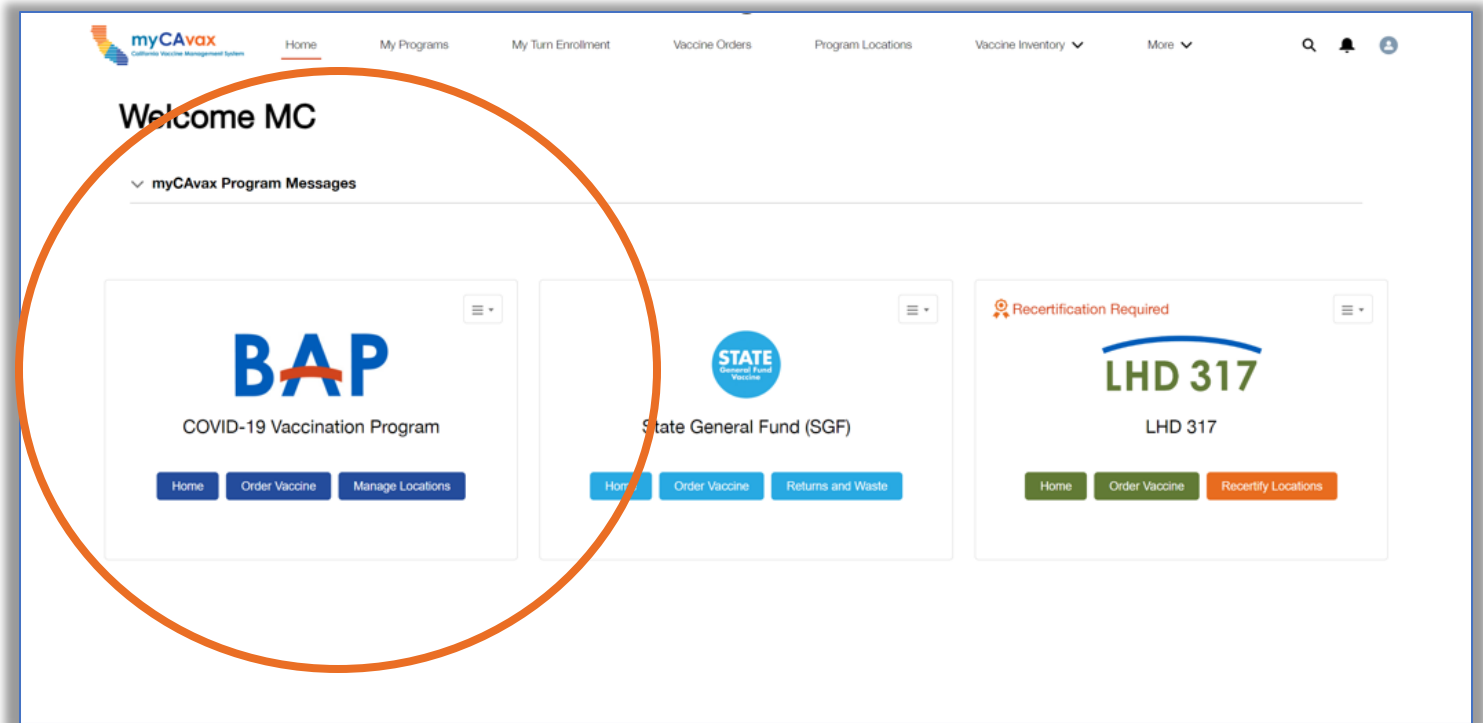 myCAvax
California Vaccine Management System
Home
My Programs
My Turn Enrollment
Vaccine Orders
Program Locations
Vaccine Inventory
More
Welcome MC
myCAvax Program Messages
BAP
COVID-19 Vaccination Program
Home
Order Vaccine
Manage Locations
STATE
General Fund
Vaccine
State General Fund (SGF)
Home
Order Vaccine
Returns and Waste
Recertification Required
LHD 317
LHD 317
Home
Order Vaccine
Recertify Locations